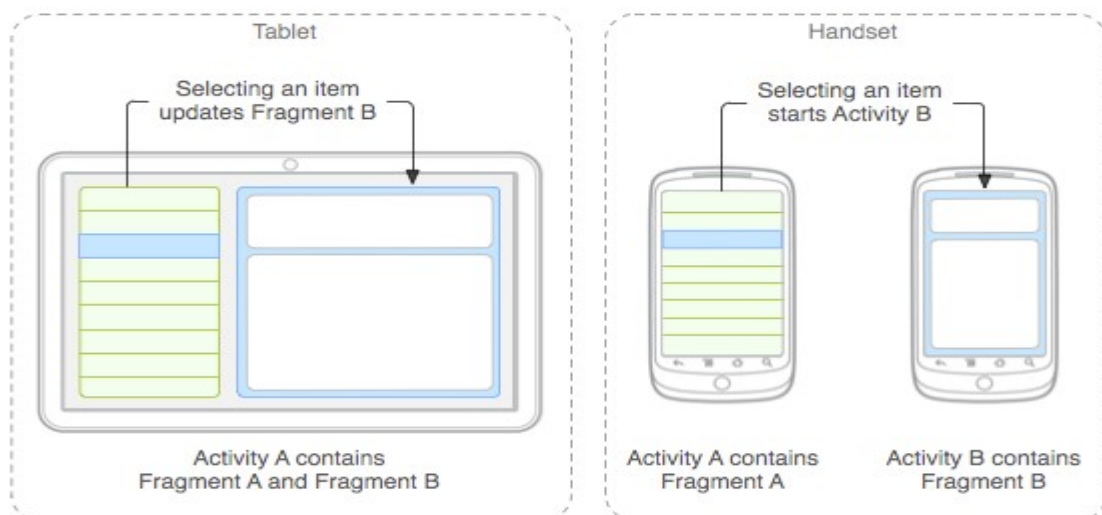 Tablet
Selecting an item
updates Fragment B
Activity A contains
Fragment A and Fragment B
Handset
Selecting an item
starts Activity B
Activity A contains
Fragment A
Activity B contains
Fragment B